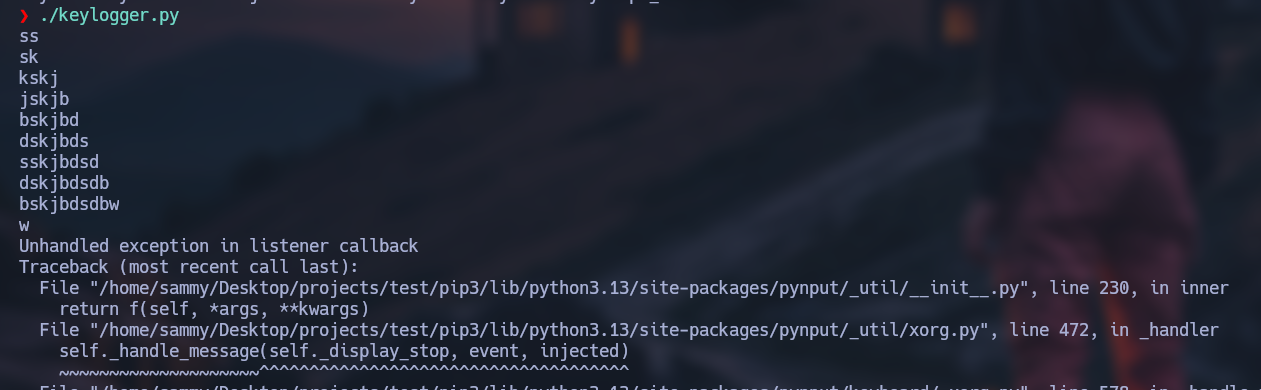 ❯ ./keylogger.py
ss
sk
kskj
jskjb
bskjbd
dskjbds
sskjbdsd
dskjbdsdb
bskjbdsdbw
w
Unhandled exception in listener callback
Traceback (most recent call last):
  File "/home/sammy/Desktop/projects/test/pip3/lib/python3.13/site-packages/pynput/_util/__init__.py", line 230, in inner
    return f(self, *args, **kwargs)
  File "/home/sammy/Desktop/projects/test/pip3/lib/python3.13/site-packages/pynput/_util/xorg.py", line 472, in _handler
    self._handle_message(self._display_stop, event, injected)
    ~~~~~~~~~~~~~~~~~~~~^^^^^^^^^^^^^^^^^^^^^^^^^^^^^^^^^^^^^